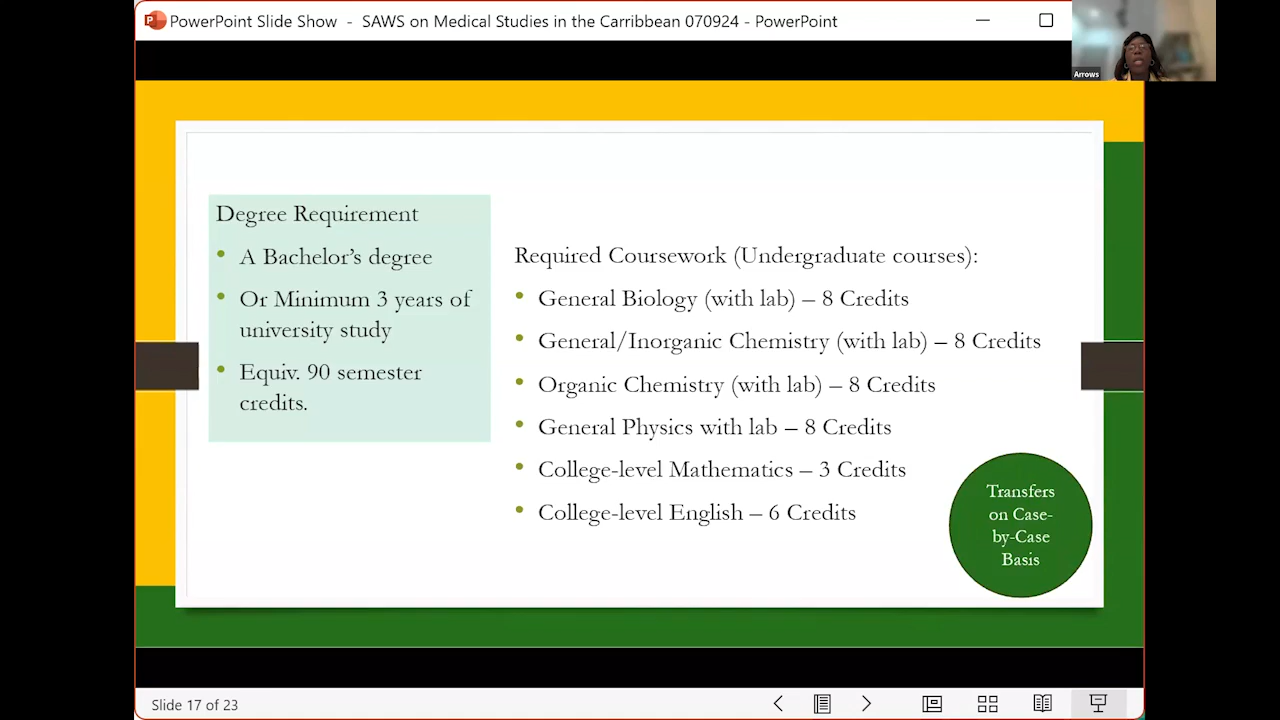 PowerPoint Slide Show - SAWS on Medical Studies in the Carribbean 070924 - PowerPoint
Arrows
Degree Requirement
• A Bachelor's degree
• Or Minimum 3 years of
university study
• Equiv. 90 semester
credits.
Required Coursework (Undergraduate courses):
• General Biology (with lab) – 8 Credits
• General/Inorganic Chemistry (with lab) – 8 Credits
• Organic Chemistry (with lab) – 8 Credits
• General Physics with lab – 8 Credits
• College-level Mathematics – 3 Credits
• College-level English – 6 Credits
Transfers
on Case-
by-Case
Basis
Slide 17 of 23